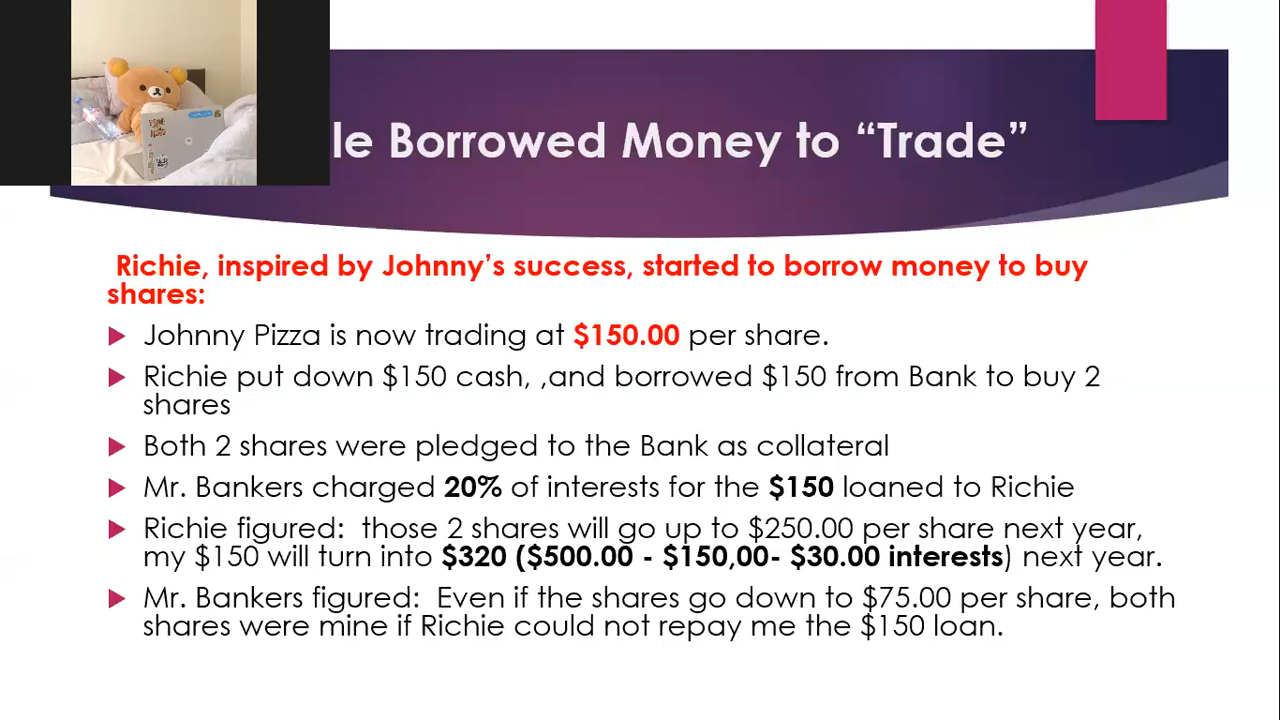 le Borrowed Money to “Trade”
Richie, inspired by Johnny’s success, started to borrow money to buy
shares:
Johnny Pizza is now trading at $150.00 per share.
Richie put down $150 cash, ,and borrowed $150 from Bank to buy 2
shares
Both 2 shares were pledged to the Bank as collateral
Mr. Bankers charged 20% of interests for the $150 loaned to Richie
Richie figured:  those 2 shares will go up to $250.00 per share next year,
my $150 will turn into $320 ($500.00 - $150,00- $30.00 interests) next year.
Mr. Bankers figured:  Even if the shares go down to $75.00 per share, both
shares were mine if Richie could not repay me the $150 loan.